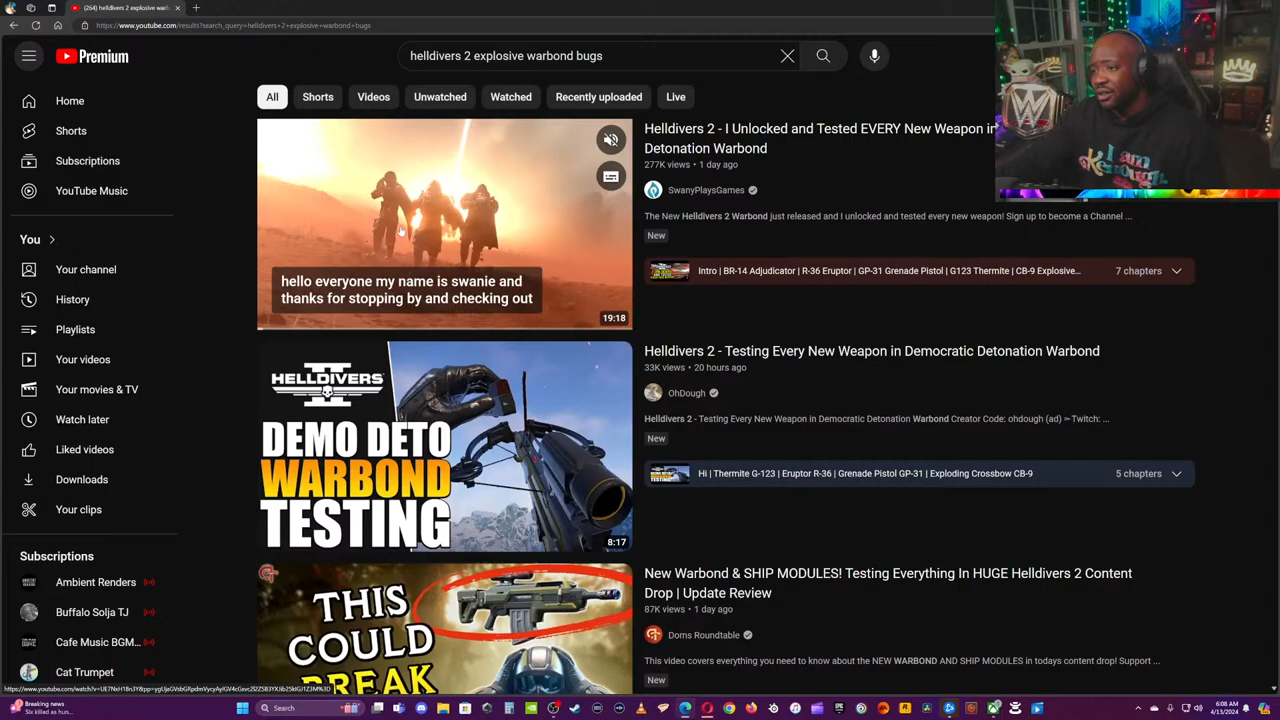 (264) helldivers 2 explosive warb
https://www.youtube.com/results?search_query=helldivers+2+explosive+warbond+bugs
Premium
helldivers 2 explosive warbond bugs
All
Shorts
Videos
Unwatched
Watched
Recently uploaded
Live
Home
Shorts
Subscriptions
YouTube Music
You
Your channel
History
Playlists
Your videos
Your movies & TV
Watch later
Liked videos
Downloads
Your clips
Subscriptions
Ambient Renders
Buffalo Solja TJ
Cafe Music BGM...
Cat Trumpet
hello everyone my name is swanie and
thanks for stopping by and checking out
19:18
Helldivers 2 - I Unlocked and Tested EVERY New Weapon in
Detonation Warbond
277K views • 1 day ago
SwanyPlaysGames
The New Helldivers 2 Warbond just released and I unlocked and tested every new weapon! Sign up to become a Channel ...
New
Intro | BR-14 Adjudicator | R-36 Eruptor | GP-31 Grenade Pistol | G123 Thermite | CB-9 Explosive...
7 chapters
HELLDIVERS
II
DEMO DETO
WARBOND
TESTING
8:17
Helldivers 2 - Testing Every New Weapon in Democratic Detonation Warbond
33K views • 20 hours ago
OhDough
Helldivers 2 - Testing Every New Weapon in Democratic Detonation Warbond Creator Code: ohdough (ad) ➳ Twitch: ...
New
Hi | Thermite G-123 | Eruptor R-36 | Grenade Pistol GP-31 | Exploding Crossbow CB-9
5 chapters
THIS
COULD
BREAK
New Warbond & SHIP MODULES! Testing Everything In HUGE Helldivers 2 Content
Drop | Update Review
87K views • 1 day ago
Doms Roundtable
This video covers everything you need to know about the NEW WARBOND AND SHIP MODULES in todays content drop! Support ...
New
W
I am
Kenough
Breaking news
Six killed as hun...
Search
6:08 AM
4/13/2024